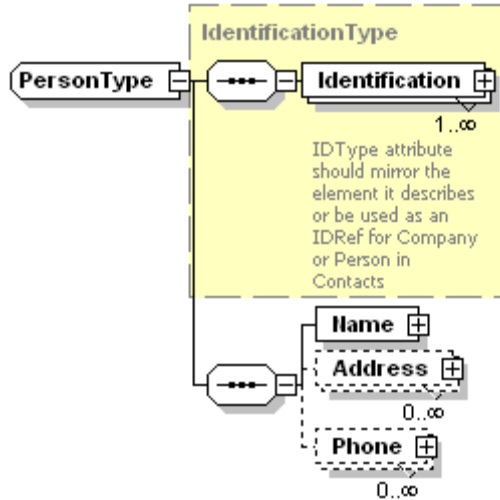 IdentificationType
PersonType
Identification
1..∞
IDType attribute
should mirror the
element it describes
or be used as an
IDRef for Company
or Person in
Contacts
Name
Address
0..∞
Phone
0..∞